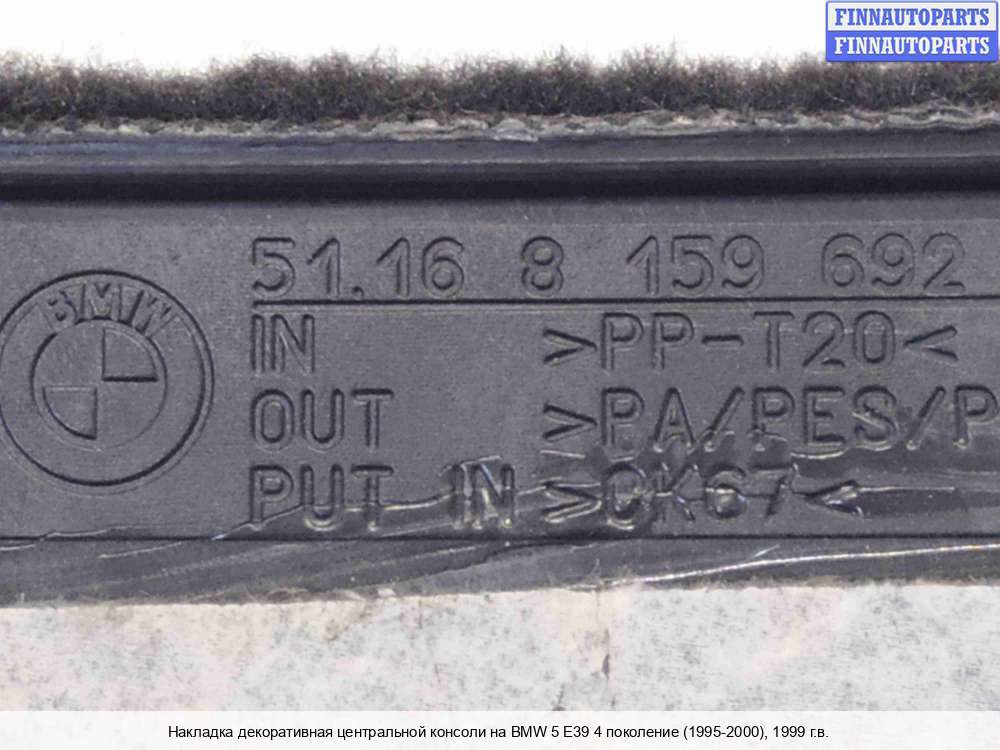 FINNAUTOPARTS
FINNAUTOPARTS
51.16 8 159 692
BMW
IN >PP-T20<
OUT >PA/PES/P
PUT IN >CK67<
Накладка декоративная центральной консоли на BMW 5 E39 4 поколение (1995-2000), 1999 г.в.